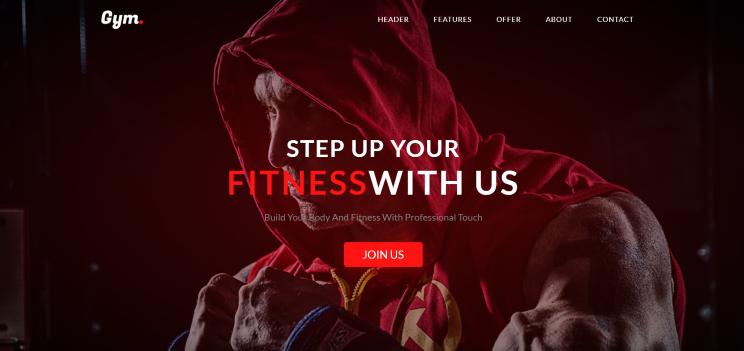 Gym.
HEADER FEATURES OFFER ABOUT CONTACT
STEP UP YOUR
FITNESSWITH US
Build Your Body And Fitness With Professional Touch
JOIN US